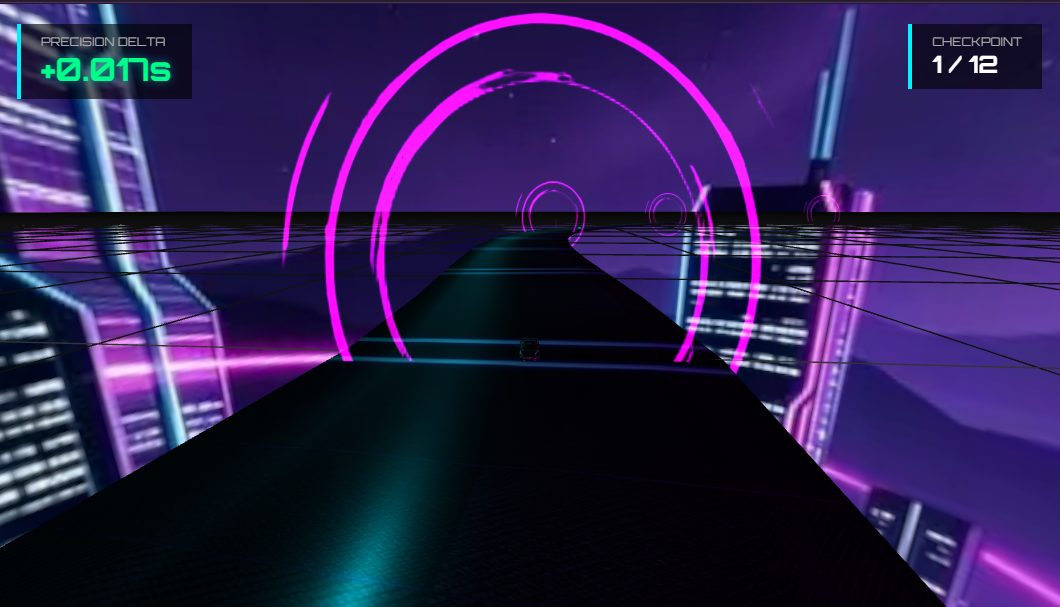 PRECISION DELTA
+0.017s
CHECKPOINT
1 / 12